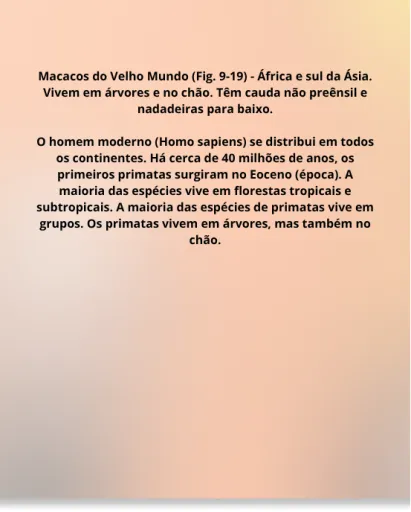 Macacos do Velho Mundo (Fig. 9-19) - África e sul da Ásia.
Vivem em árvores e no chão. Têm cauda não preênsil e
nadadeiras para baixo.
O homem moderno (Homo sapiens) se distribui em todos
os continentes. Há cerca de 40 milhões de anos, os
primeiros primatas surgiram no Eoceno (época). A
maioria das espécies vive em florestas tropicais e
subtropicais. A maioria das espécies de primatas vive em
grupos. Os primatas vivem em árvores, mas também no
chão.